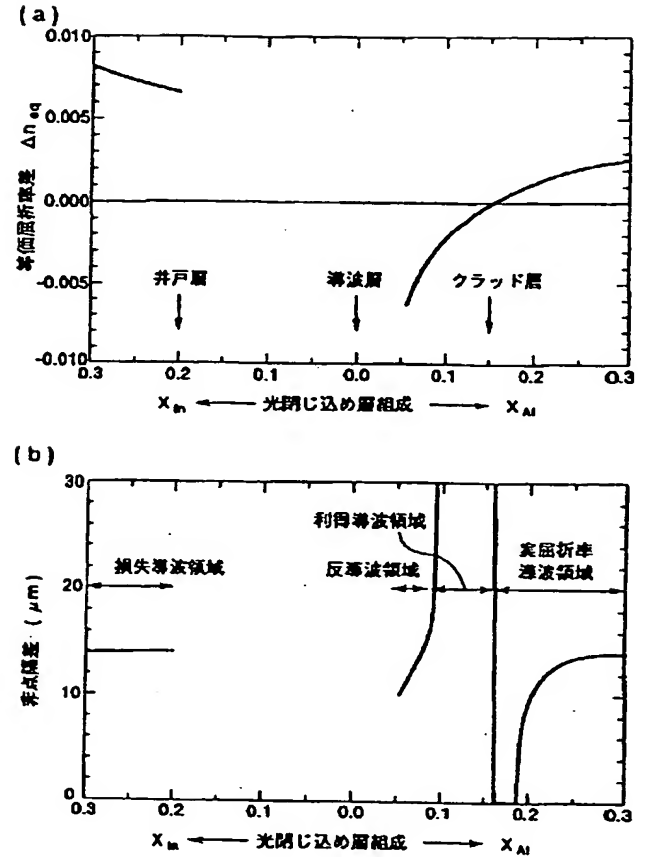 (a)
0.010
0.005
0.000
-0.005
-0.010
等価屈折率差 Δn eq
井戸層 導波層 クラッド層
0.3 0.2 0.1 0.0 0.1 0.2 0.3
X In ← 光閉じ込め層組成 → X Al
(b)
30
20
10
0
非点隔差 (μm)
利得導波領域
損失導波領域 反導波領域 実屈折率
導波領域
0.3 0.2 0.1 0.0 0.1 0.2 0.3
X In ← 光閉じ込め層組成 → X Al